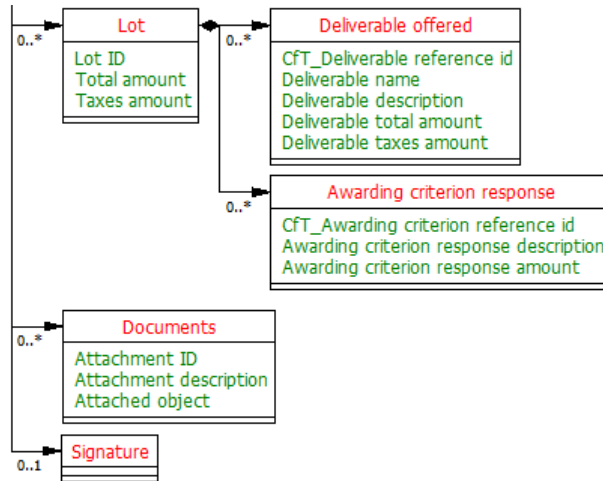 0..*
Lot
Lot ID
Total amount
Taxes amount
0..*
Deliverable offered
CfT_Deliverable reference id
Deliverable name
Deliverable description
Deliverable total amount
Deliverable taxes amount
0..*
Awarding criterion response
CfT_Awarding criterion reference id
Awarding criterion response description
Awarding criterion response amount
0..*
Documents
Attachment ID
Attachment description
Attached object
0..1
Signature